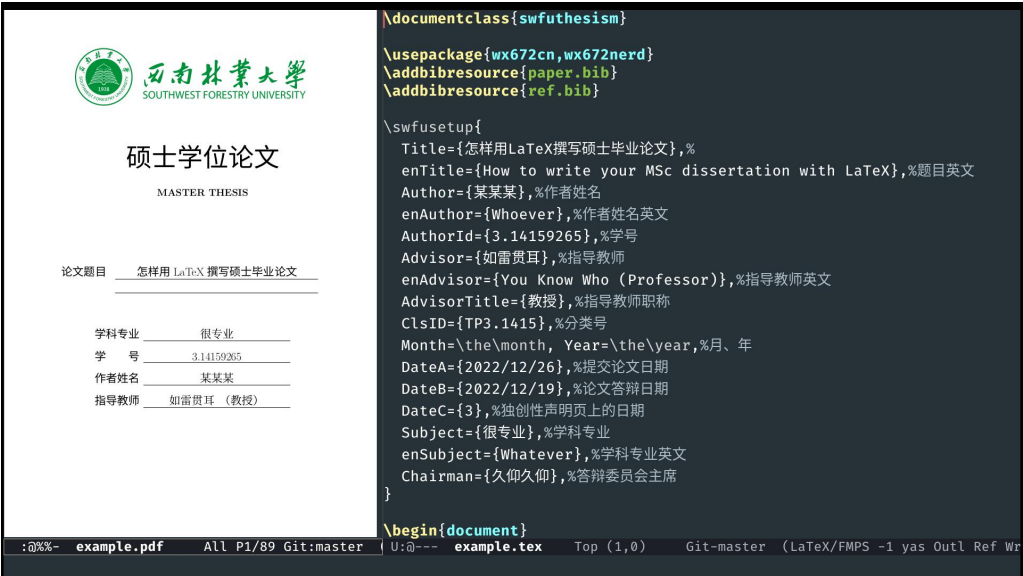 西南林业大学
SOUTHWEST FORESTRY UNIVERSITY
1939
硕士学位论文
MASTER THESIS
论文题目 怎样用 LaTeX 撰写硕士毕业论文
学科专业 很专业
学 号 3.14159265
作者姓名 某某某
指导教师 如雷贯耳 (教授)
:@%%- example.pdf All P1/89 Git:master (
\documentclass{swfuthesism}
\usepackage{wx672cn,wx672nerd}
\addbibresource{paper.bib}
\addbibresource{ref.bib}
\swfusetup{
Title={怎样用LaTeX撰写硕士毕业论文},%
enTitle={How to write your MSc dissertation with LaTeX},%题目英文
Author={某某某},%作者姓名
enAuthor={Whoever},%作者姓名英文
AuthorId={3.14159265},%学号
Advisor={如雷贯耳},%指导教师
enAdvisor={You Know Who (Professor)},%指导教师英文
AdvisorTitle={教授},%指导教师职称
ClsID={TP3.1415},%分类号
Month=\the\month, Year=\the\year,%月、年
DateA={2022/12/26},%提交论文日期
DateB={2022/12/19},%论文答辩日期
DateC={3},%独创性声明页上的日期
Subject={很专业},%学科专业
enSubject={Whatever},%学科专业英文
Chairman={久仰久仰},%答辩委员会主席
}
\begin{document}
U:@--- example.tex Top (1,0) Git-master (LaTeX/FMPS -1 yas Outl Ref Wr